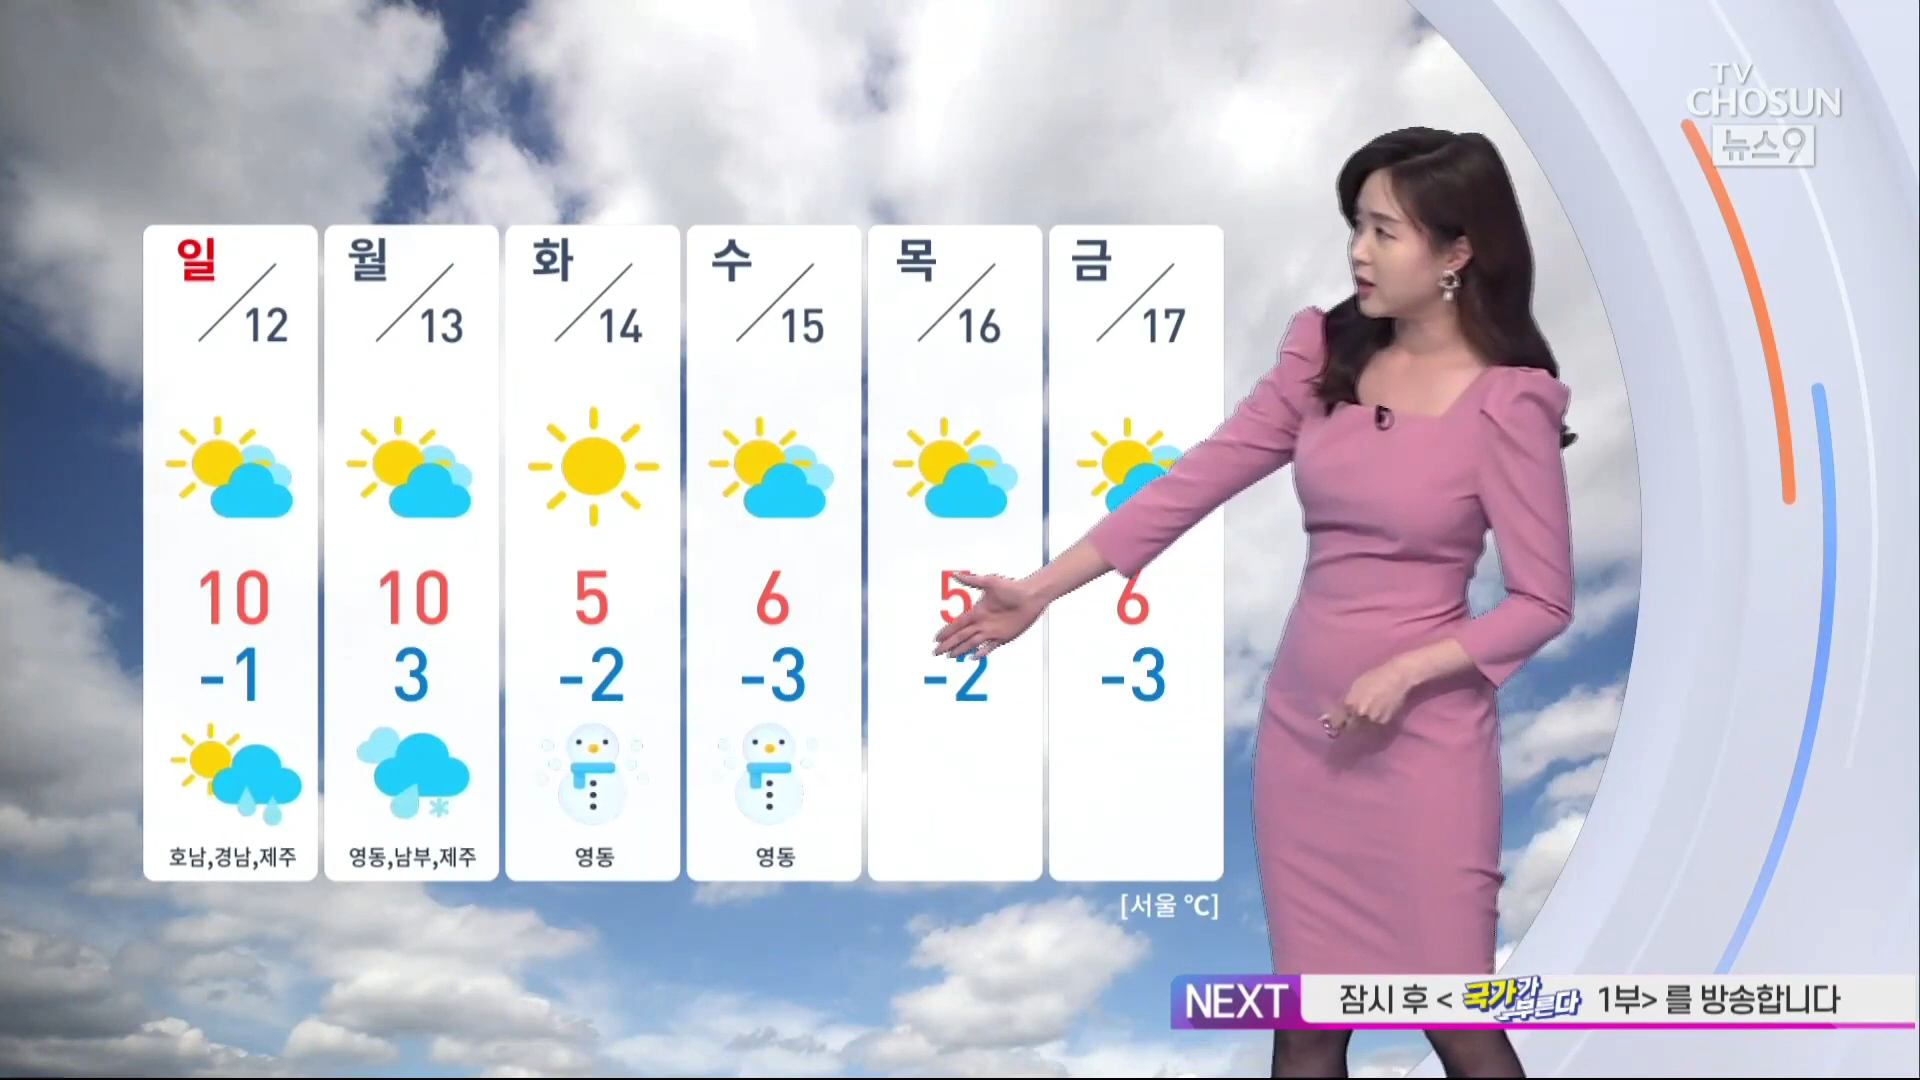 TV
CHOSUN
뉴스9
일 월 화 수 목 금
12 13 14 15 16 17
10 10 5 6 5 6
-1 3 -2 -3 -2 -3
호남,경남,제주 영동,남부,제주 영동 영동
[서울 ℃]
NEXT 잠시 후 < 국가가 부른다 1부> 를 방송합니다